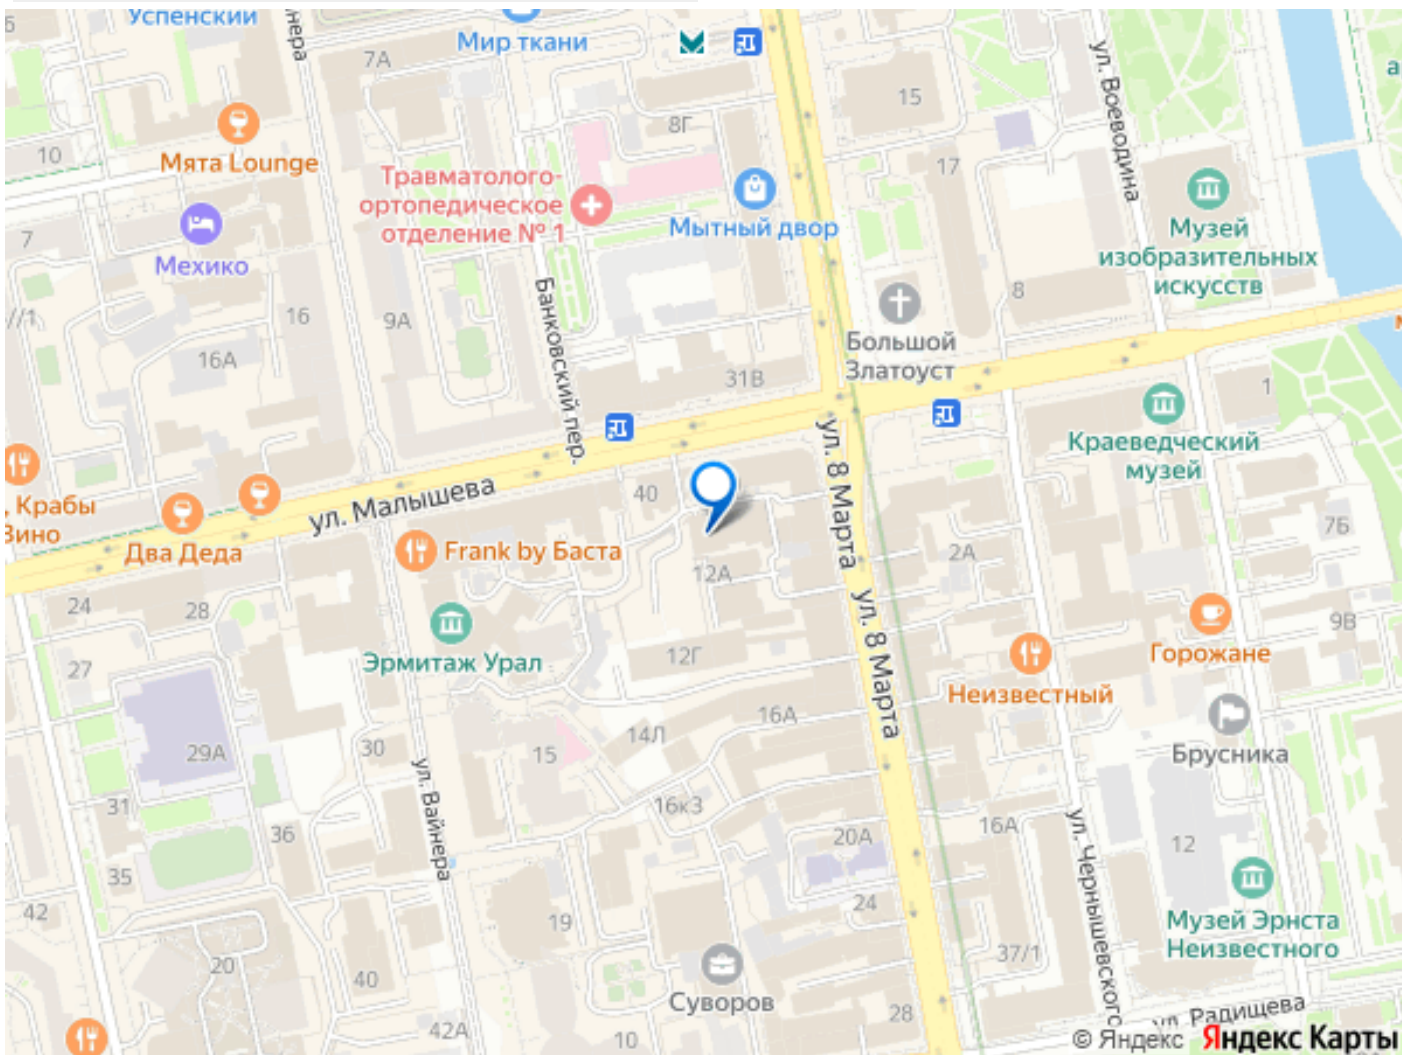 Успенский
Мир ткани
7А
15
8Г
10
Мята Lounge
ул. Воеводина
17
Травматолого-
ортопедическое
отделение № 1
Мытный двор
Музей
изобразительных
искусств
7
Мехико
//1
16
9А
8
Банковский пер.
16А
31В
Большой
Златоуст
1
Краеведческий
музей
ул. 8 Марта
40
ул. Малышева
, Крабы
Вино
Два Деда
Frank by Баста
12А
2А
7Б
24
28
9В
Горожане
Эрмитаж Урал
12Г
27
ул. 8 Марта
Неизвестный
16А
14Л
15
30
29А
Брусника
ул. Вайнера
31
36
16к3
16А
20А
12
ул. Чернышевского
35
42
19
24
Музей Эрнста
Неизвестного
20
40
37/1
Суворов
28
42А
10
ул. Радищева
© Яндекс Яндекс Карты